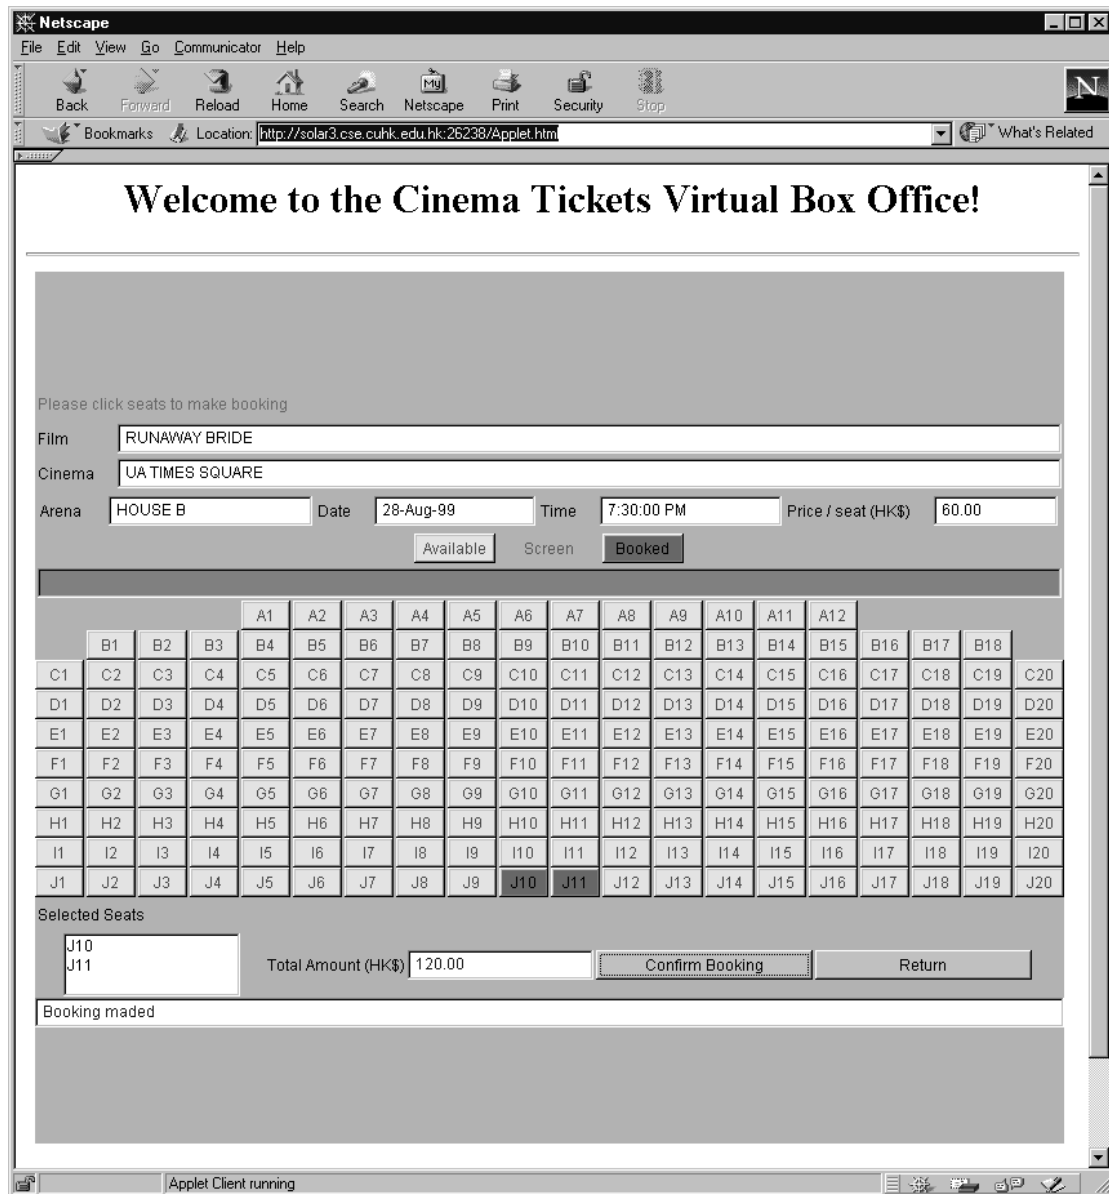 Netscape
File Edit View Go Communicator Help
My
Back Forward Reload Home Search Netscape Print Security Stop
N
Bookmarks Location: http://solar3.cse.cuhk.edu.hk:26238/Applet.html What's Related
Welcome to the Cinema Tickets Virtual Box Office!
Please click seats to make booking
Film RUNAWAY BRIDE
Cinema UA TIMES SQUARE
Arena HOUSE B Date 28-Aug-99 Time 7:30:00 PM Price / seat (HK$) 60.00
Available Screen Booked
A1 A2 A3 A4 A5 A6 A7 A8 A9 A10 A11 A12
B1 B2 B3 B4 B5 B6 B7 B8 B9 B10 B11 B12 B13 B14 B15 B16 B17 B18
C1 C2 C3 C4 C5 C6 C7 C8 C9 C10 C11 C12 C13 C14 C15 C16 C17 C18 C19 C20
D1 D2 D3 D4 D5 D6 D7 D8 D9 D10 D11 D12 D13 D14 D15 D16 D17 D18 D19 D20
E1 E2 E3 E4 E5 E6 E7 E8 E9 E10 E11 E12 E13 E14 E15 E16 E17 E18 E19 E20
F1 F2 F3 F4 F5 F6 F7 F8 F9 F10 F11 F12 F13 F14 F15 F16 F17 F18 F19 F20
G1 G2 G3 G4 G5 G6 G7 G8 G9 G10 G11 G12 G13 G14 G15 G16 G17 G18 G19 G20
H1 H2 H3 H4 H5 H6 H7 H8 H9 H10 H11 H12 H13 H14 H15 H16 H17 H18 H19 H20
I1 I2 I3 I4 I5 I6 I7 I8 I9 I10 I11 I12 I13 I14 I15 I16 I17 I18 I19 I20
J1 J2 J3 J4 J5 J6 J7 J8 J9 J10 J11 J12 J13 J14 J15 J16 J17 J18 J19 J20
Selected Seats
J10
J11
Total Amount (HK$) 120.00 Confirm Booking Return
Booking maded
Applet Client running